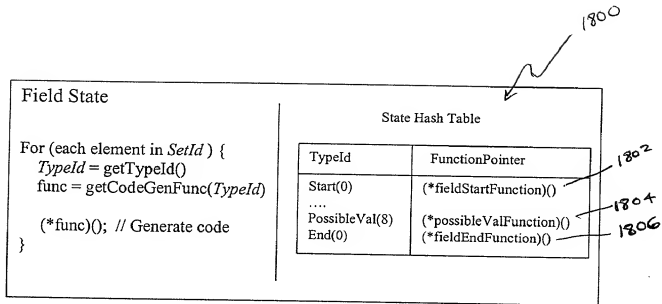 1800
Field State
State Hash Table
For (each element in SetId ) {
TypeId = getTypeId()
func = getCodeGenFunc(TypeId)
(*func)(); // Generate code
}
TypeId FunctionPointer
Start(0) (*fieldStartFunction)()
....
PossibleVal(8) (*possibleValFunction)()
End(0) (*fieldEndFunction)()
1802
1804
1806